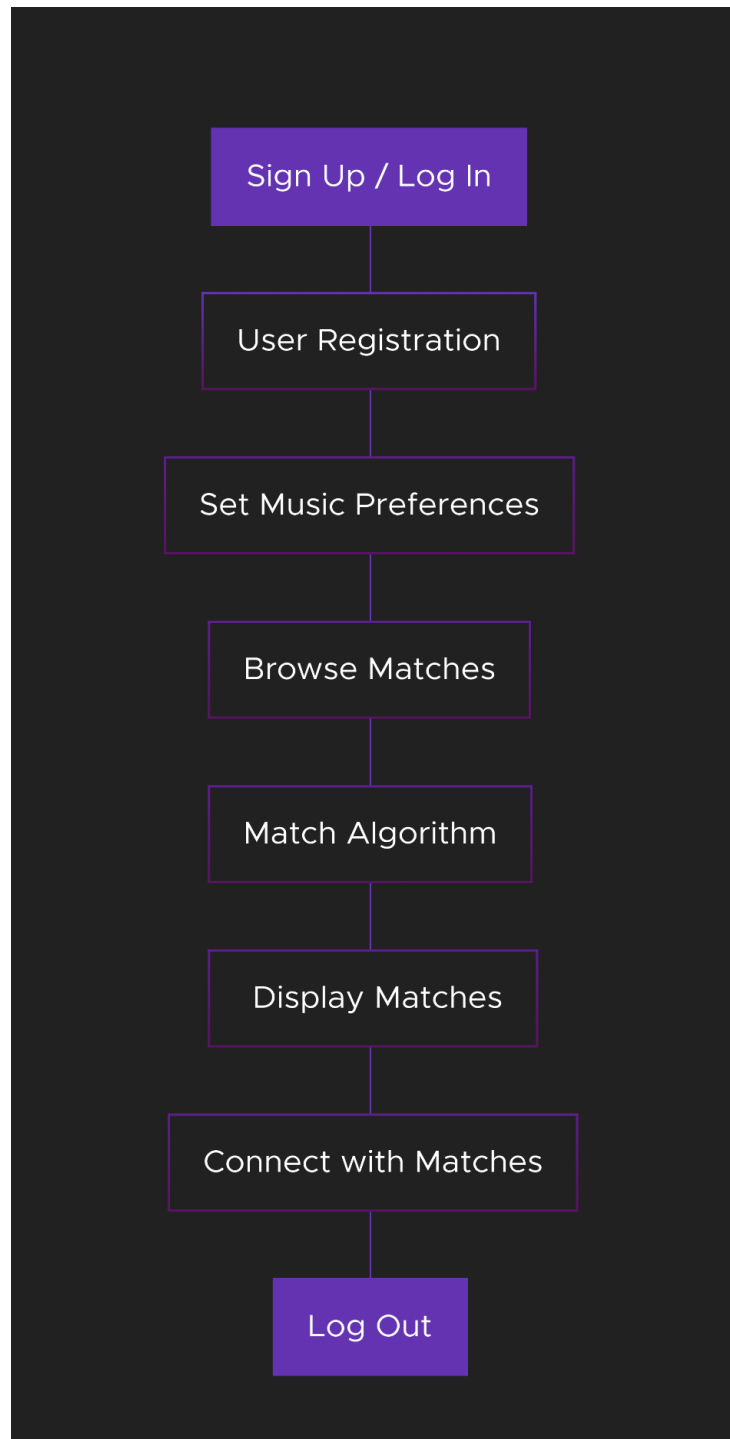 Sign Up / Log In
User Registration
Set Music Preferences
Browse Matches
Match Algorithm
Display Matches
Connect with Matches
Log Out